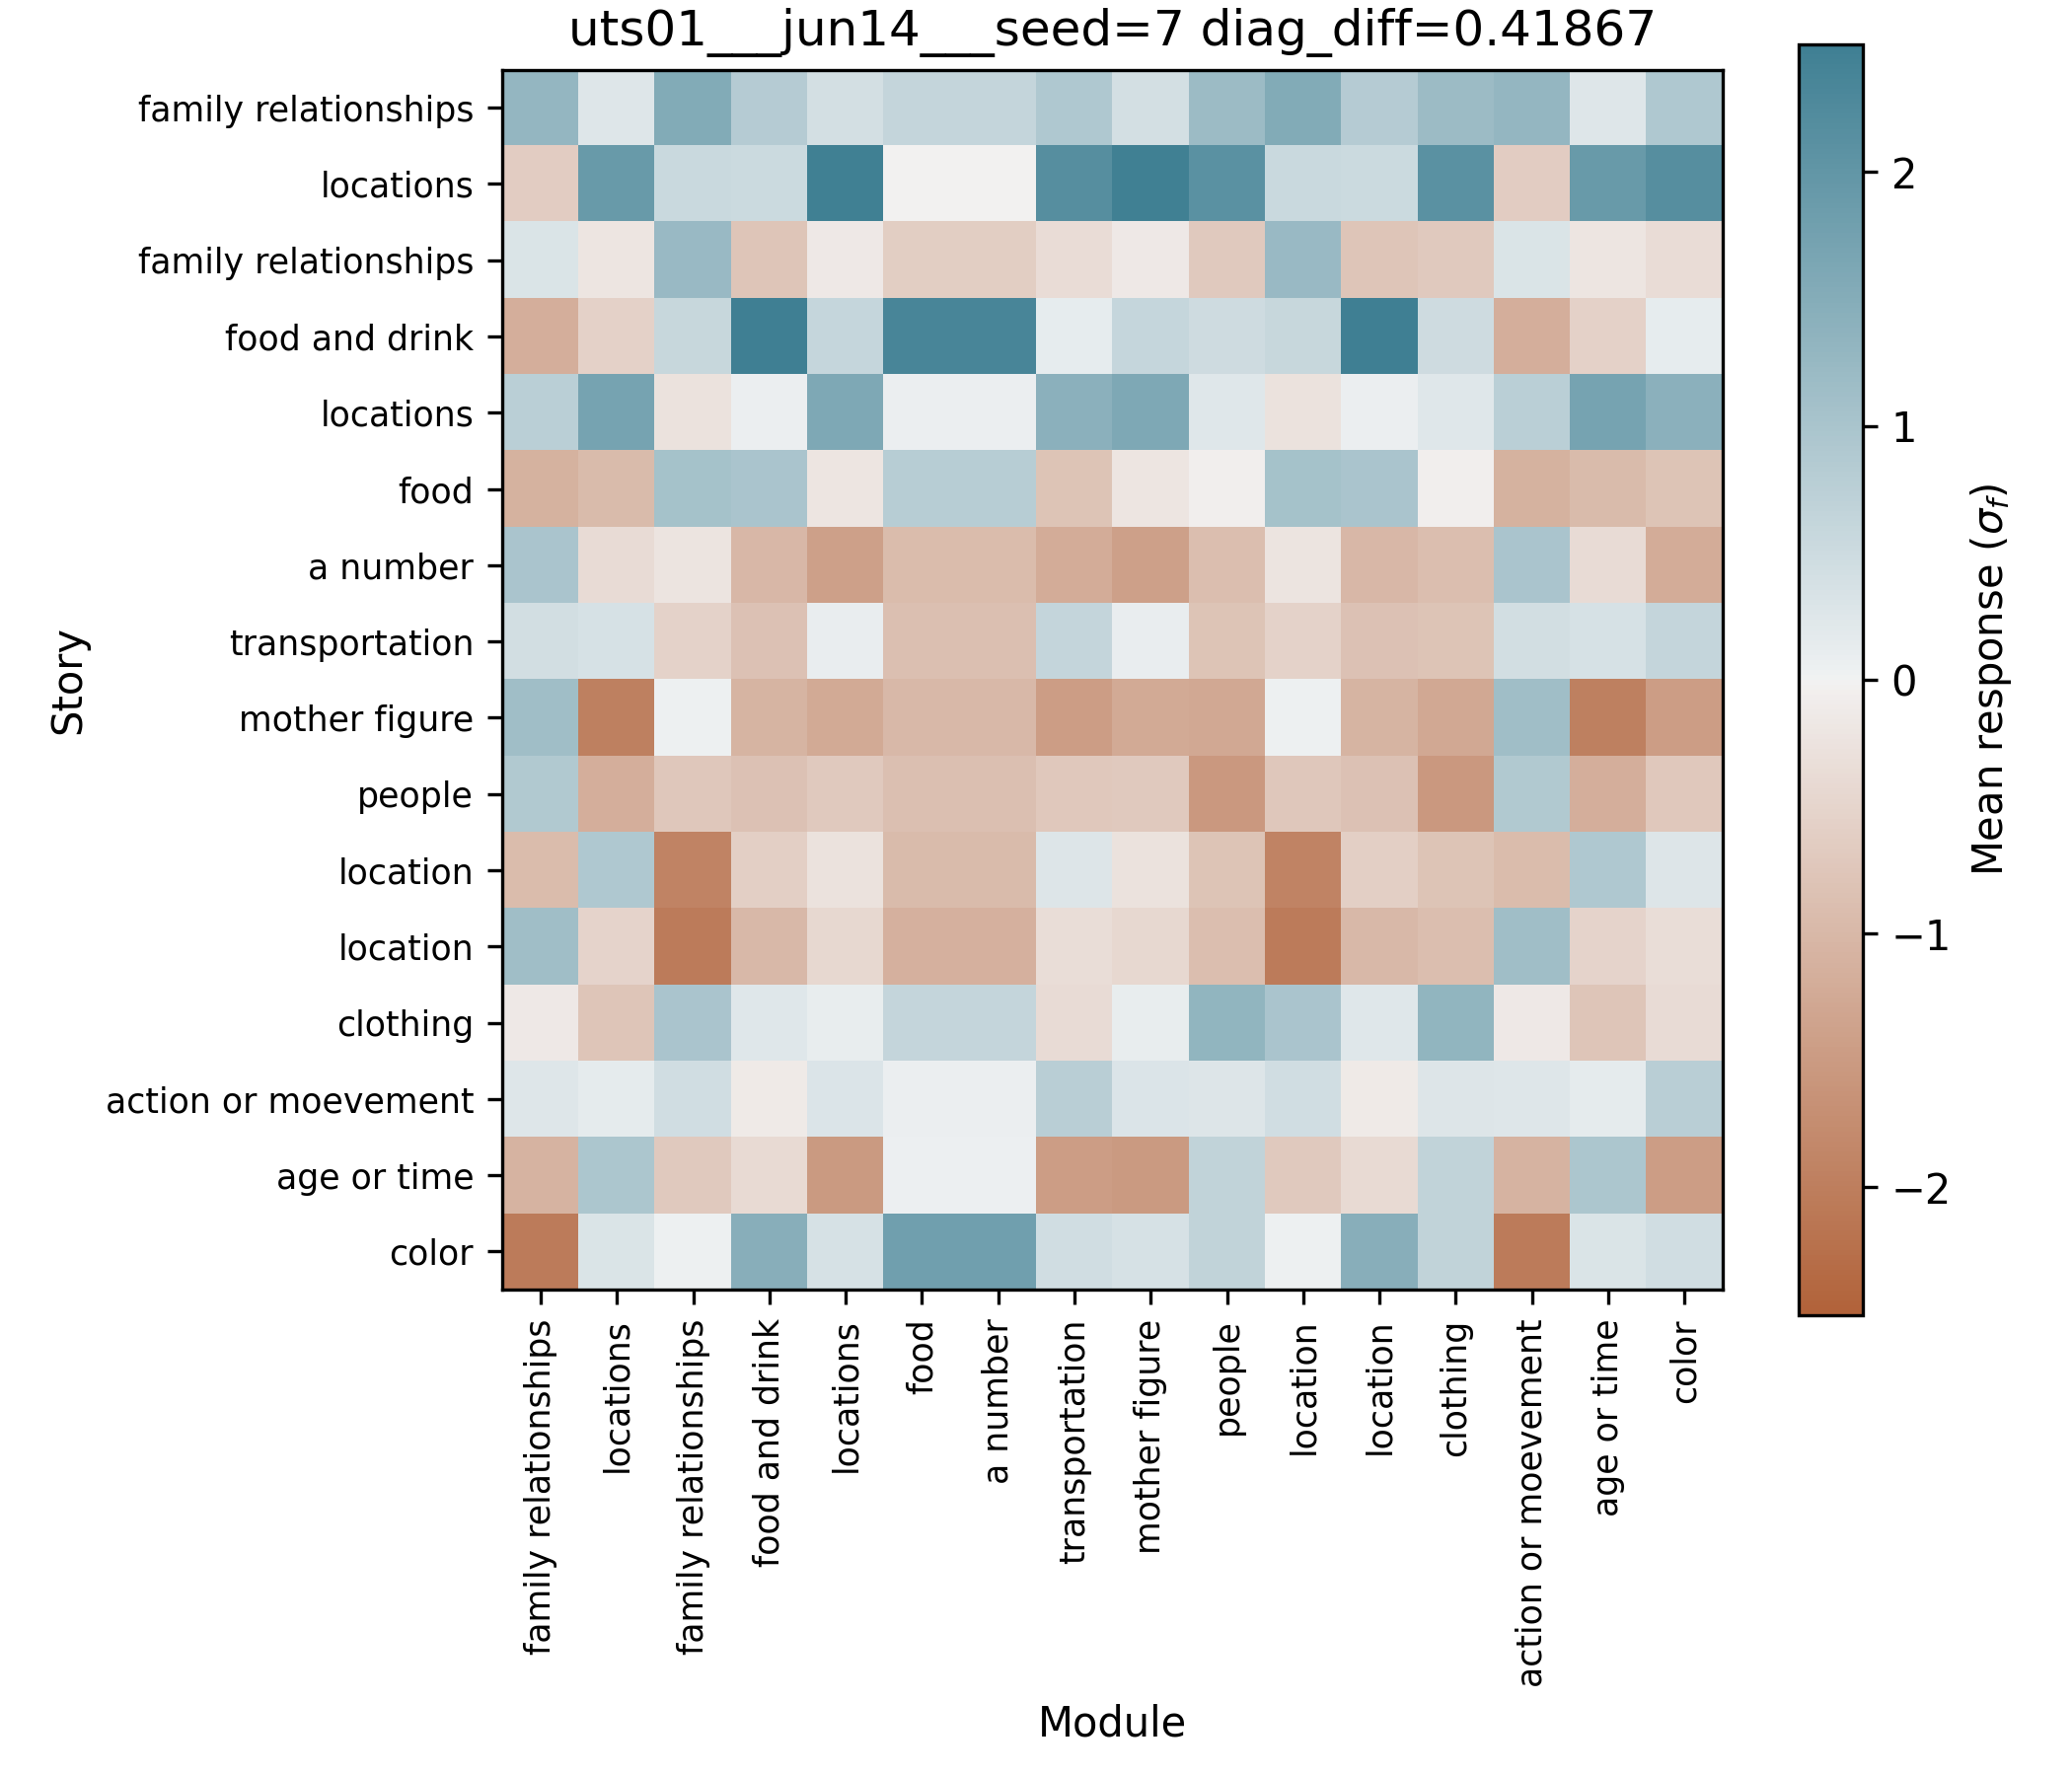 uts01___jun14___seed=7 diag_diff=0.41867
Story
family relationships
locations
family relationships
food and drink
locations
food
a number
transportation
mother figure
people
location
location
clothing
action or moevement
age or time
color
family relationships
locations
family relationships
food and drink
locations
food
a number
transportation
mother figure
people
location
location
clothing
action or moevement
age or time
color
Module
2
1
0
−1
−2
Mean response (σf)